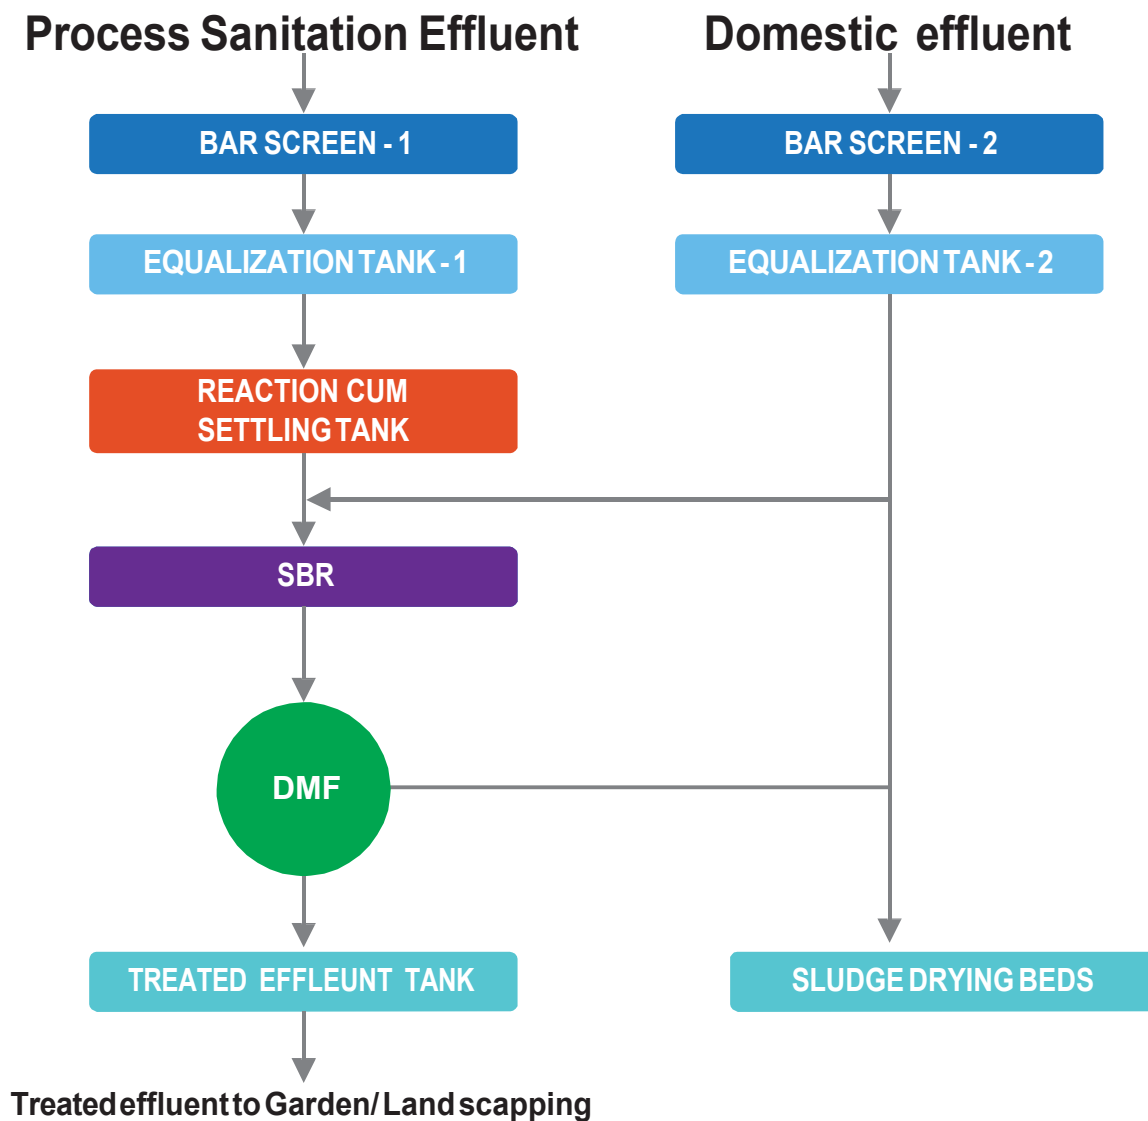 Process Sanitation Effluent
Domestic effluent
BAR SCREEN - 1
BAR SCREEN - 2
EQUALIZATION TANK - 1
EQUALIZATION TANK - 2
REACTION CUM
SETTLING TANK
SBR
DMF
TREATED EFFLEUNT TANK
SLUDGE DRYING BEDS
Treated effluent to Garden/ Land scapping